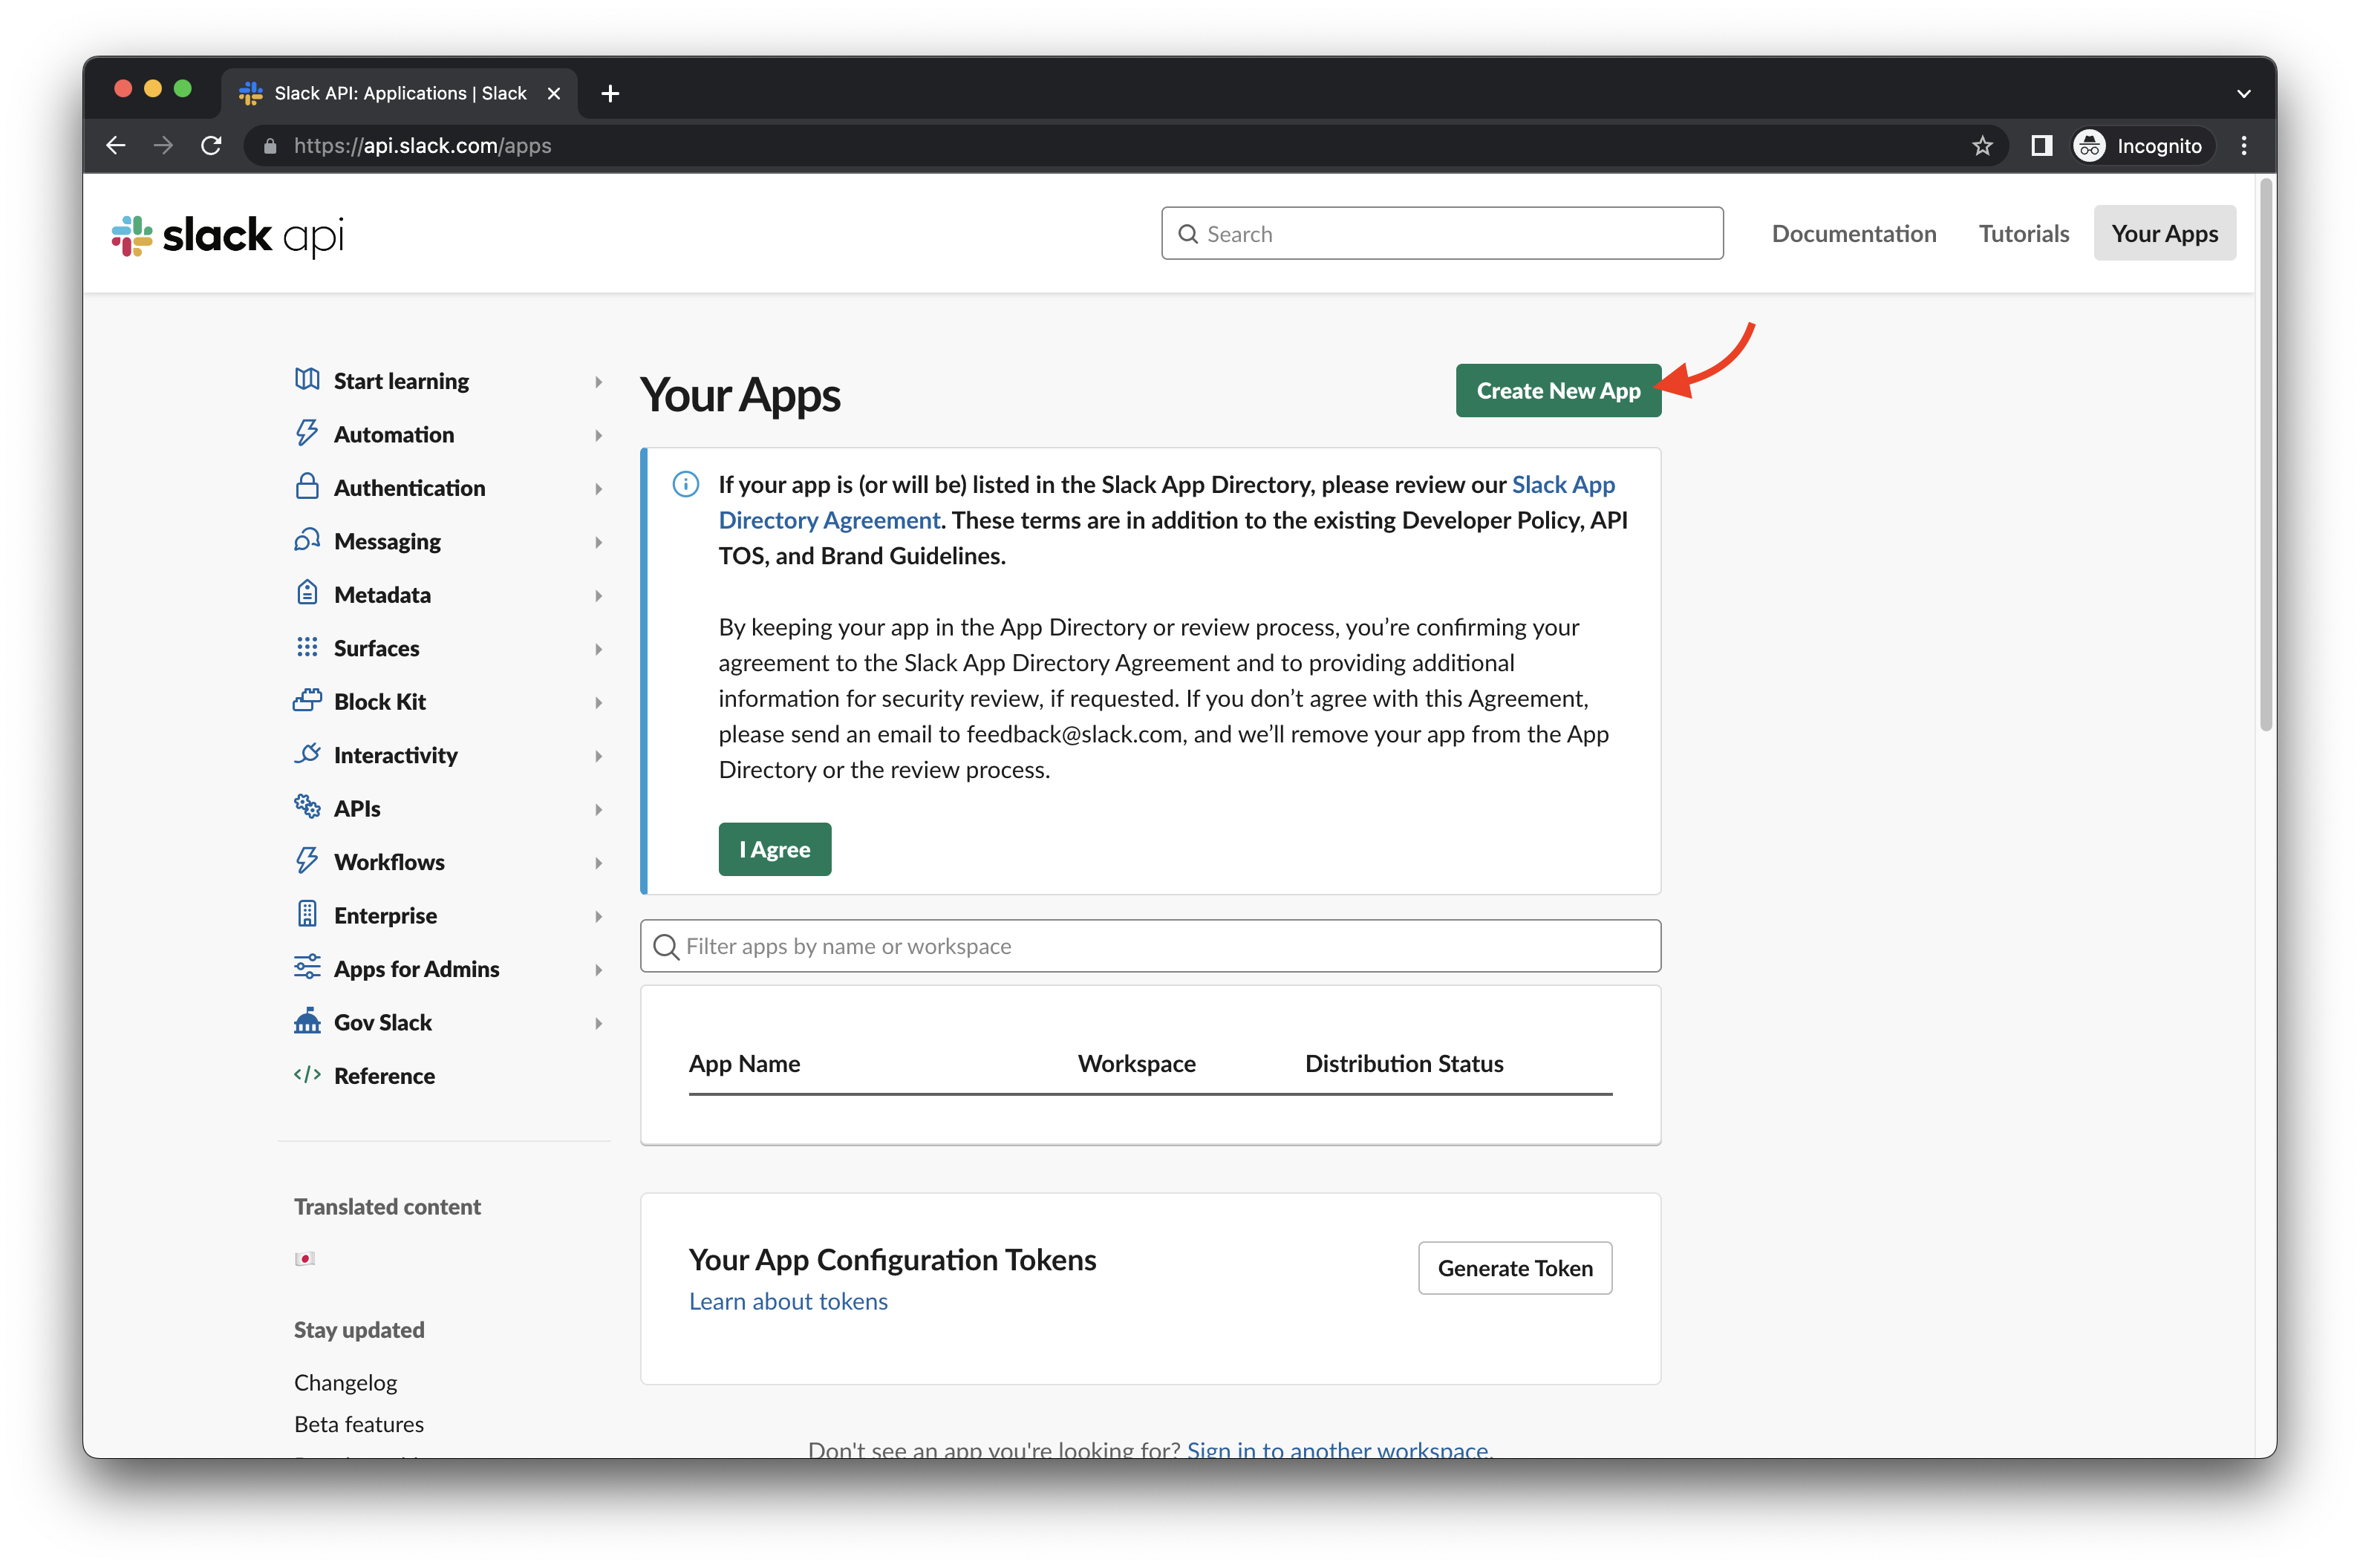 Slack API: Applications | Slack
https://api.slack.com/apps
Incognito
slack api
Search
Documentation
Tutorials
Your Apps
Start learning
Automation
Authentication
Messaging
Metadata
Surfaces
Block Kit
Interactivity
APIs
Workflows
Enterprise
Apps for Admins
Gov Slack
Reference
Translated content
Stay updated
Changelog
Beta features
Your Apps
Create New App
If your app is (or will be) listed in the Slack App Directory, please review our Slack App
Directory Agreement. These terms are in addition to the existing Developer Policy, API
TOS, and Brand Guidelines.
By keeping your app in the App Directory or review process, you’re confirming your
agreement to the Slack App Directory Agreement and to providing additional
information for security review, if requested. If you don’t agree with this Agreement,
please send an email to feedback@slack.com, and we’ll remove your app from the App
Directory or the review process.
I Agree
Filter apps by name or workspace
App Name
Workspace
Distribution Status
Your App Configuration Tokens
Generate Token
Learn about tokens
Don't see an app you're looking for? Sign in to another workspace.